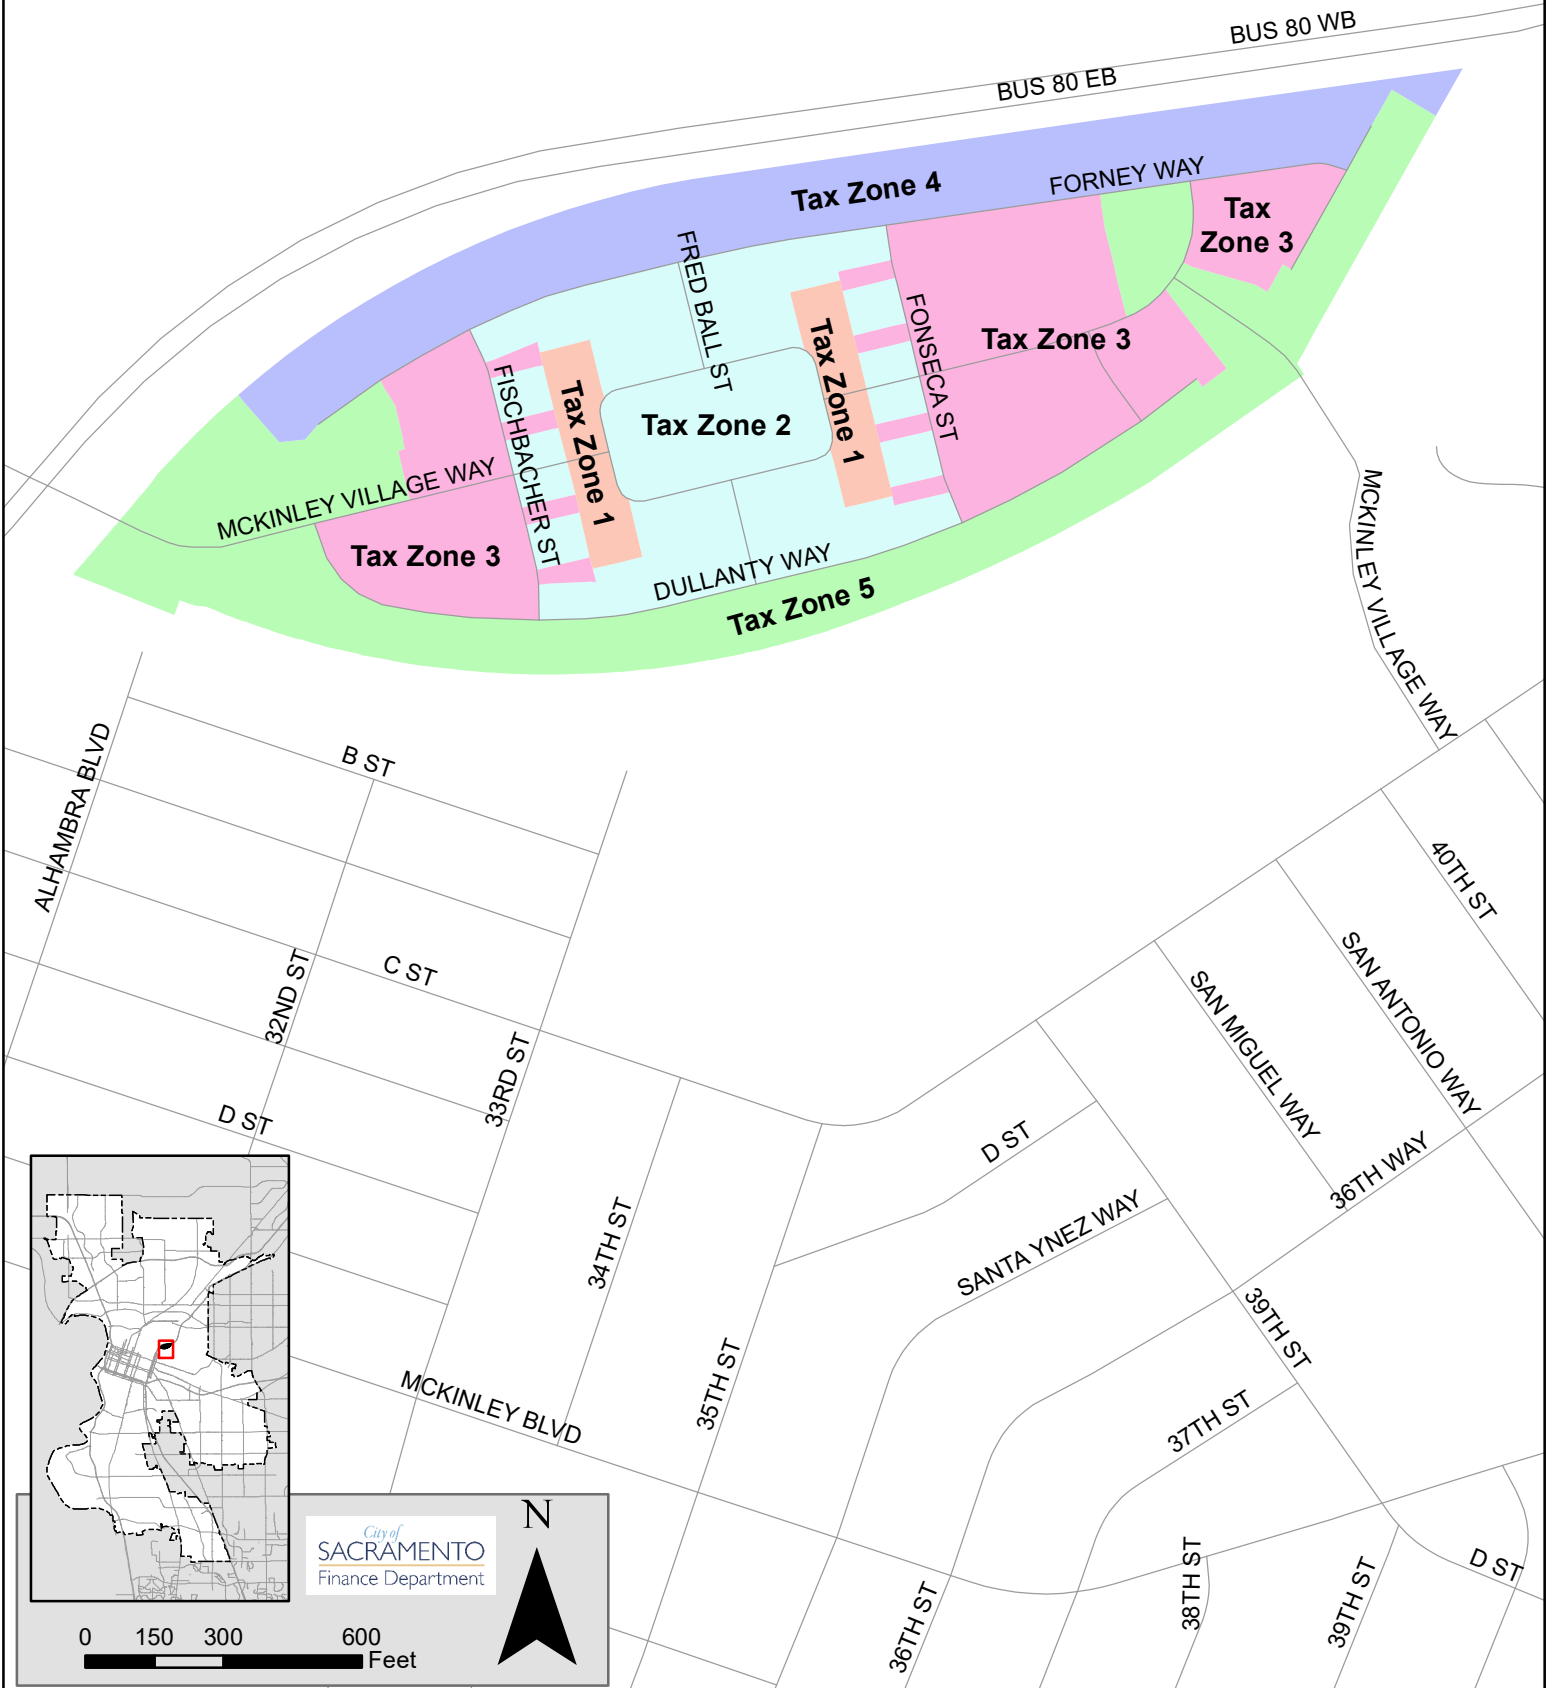 BUS 80 WB
BUS 80 EB
Tax Zone 4
FORNEY WAY
Tax
Zone 3
FRED BALL ST
FONSECA ST
Tax Zone 1
Tax Zone 3
FISCHBACHER ST
Tax Zone 1
Tax Zone 2
MCKINLEY VILLAGE WAY
Tax Zone 3
DULLANTY WAY
Tax Zone 5
MCKINLEY VILLAGE WAY
ALHAMBRA BLVD
B ST
40TH ST
C ST
32ND ST
SAN ANTONIO WAY
SAN MIGUEL WAY
33RD ST
D ST
D ST
36TH WAY
SANTA YNEZ WAY
34TH ST
39TH ST
35TH ST
MCKINLEY BLVD
37TH ST
N
City of
SACRAMENTO
Finance Department
38TH ST
D ST
39TH ST
36TH ST
0 150 300 600
Feet